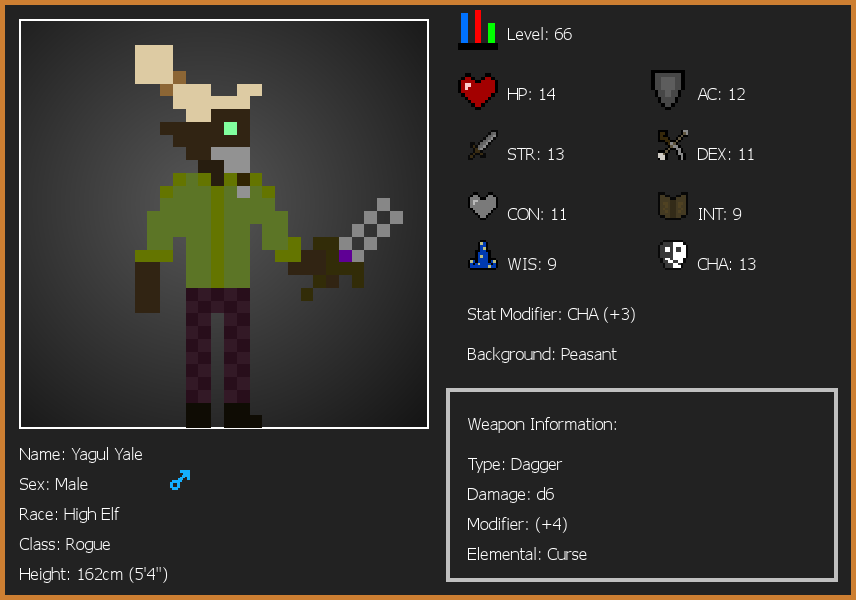 Level: 66
HP: 14
AC: 12
STR: 13
DEX: 11
CON: 11
INT: 9
WIS: 9
CHA: 13
Stat Modifier: CHA (+3)
Background: Peasant
Weapon Information:
Type: Dagger
Damage: d6
Modifier: (+4)
Elemental: Curse
Name: Yagul Yale
Sex: Male
Race: High Elf
Class: Rogue
Height: 162cm (5'4")